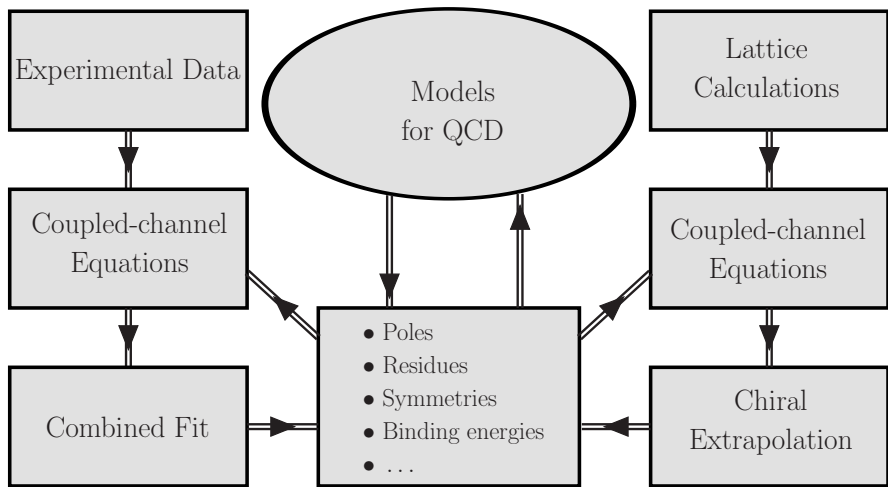 Experimental Data
Models
for QCD
Lattice
Calculations
Coupled-channel
Equations
Coupled-channel
Equations
• Poles
• Residues
• Symmetries
• Binding energies
• . . .
Combined Fit
Chiral
Extrapolation